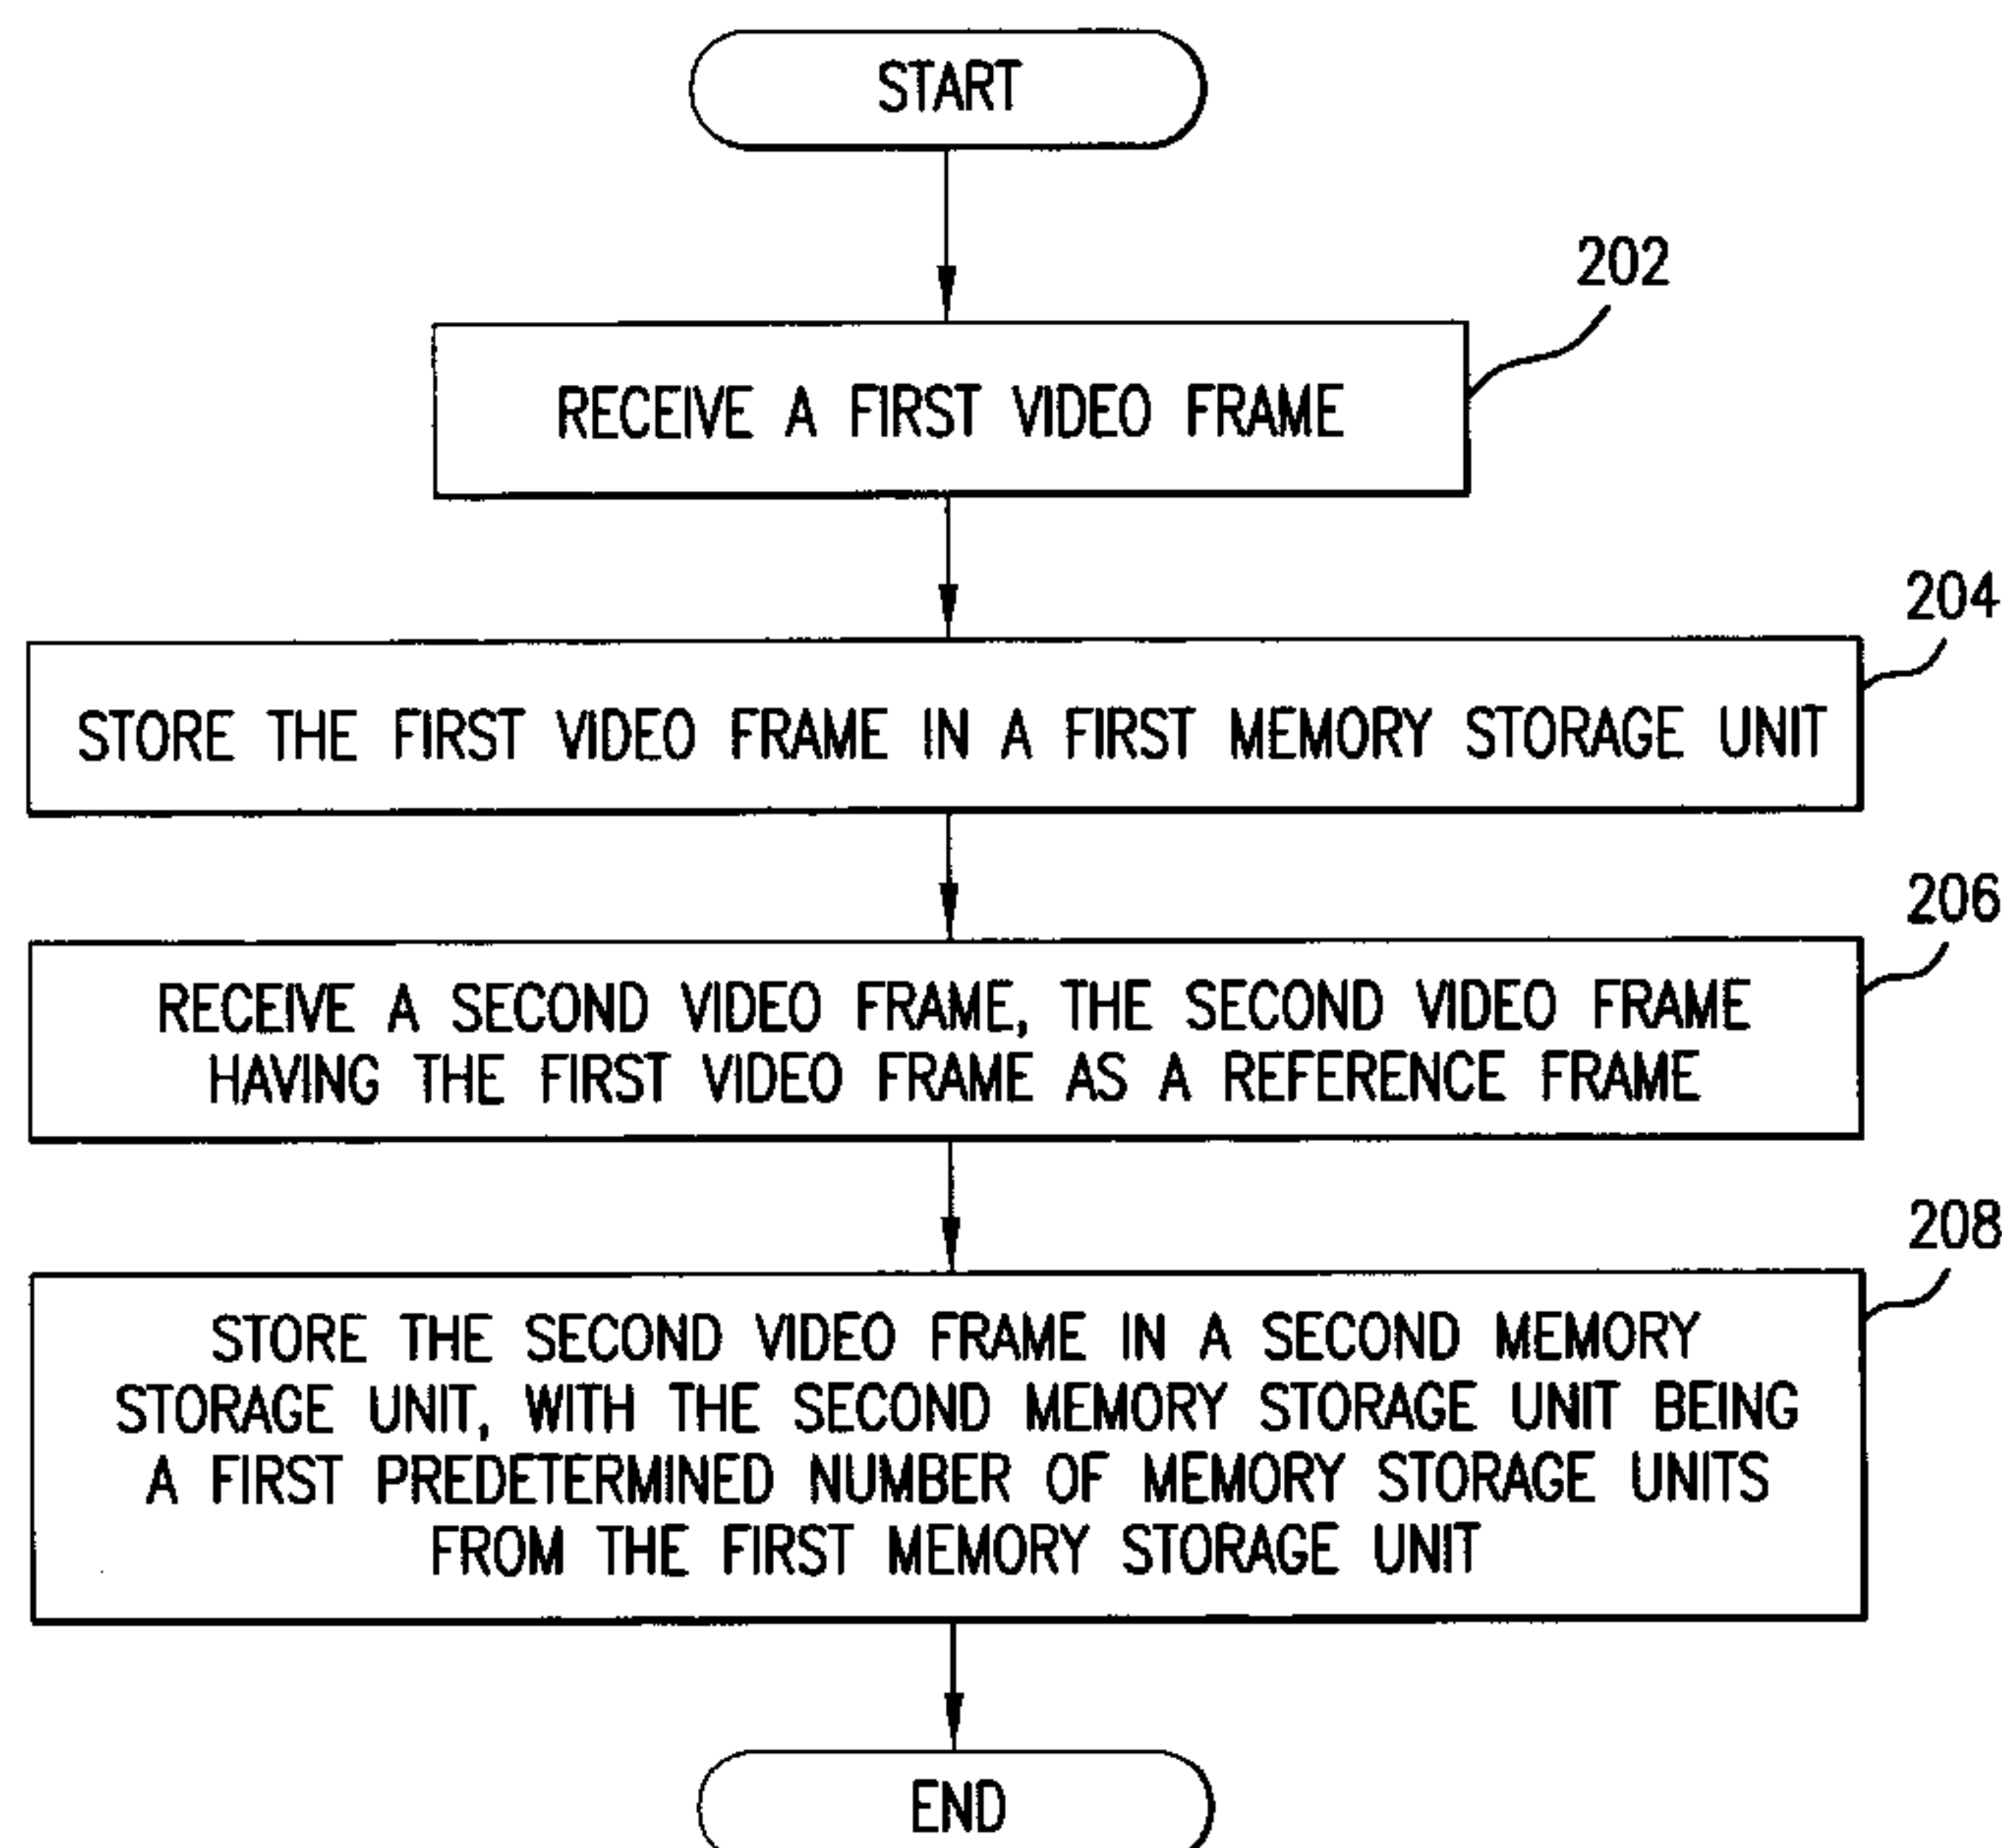 START
202
RECEIVE A FIRST VIDEO FRAME
204
STORE THE FIRST VIDEO FRAME IN A FIRST MEMORY STORAGE UNIT
206
RECEIVE A SECOND VIDEO FRAME, THE SECOND VIDEO FRAME
HAVING THE FIRST VIDEO FRAME AS A REFERENCE FRAME
208
STORE THE SECOND VIDEO FRAME IN A SECOND MEMORY
STORAGE UNIT, WITH THE SECOND MEMORY STORAGE UNIT BEING
A FIRST PREDETERMINED NUMBER OF MEMORY STORAGE UNITS
FROM THE FIRST MEMORY STORAGE UNIT
END